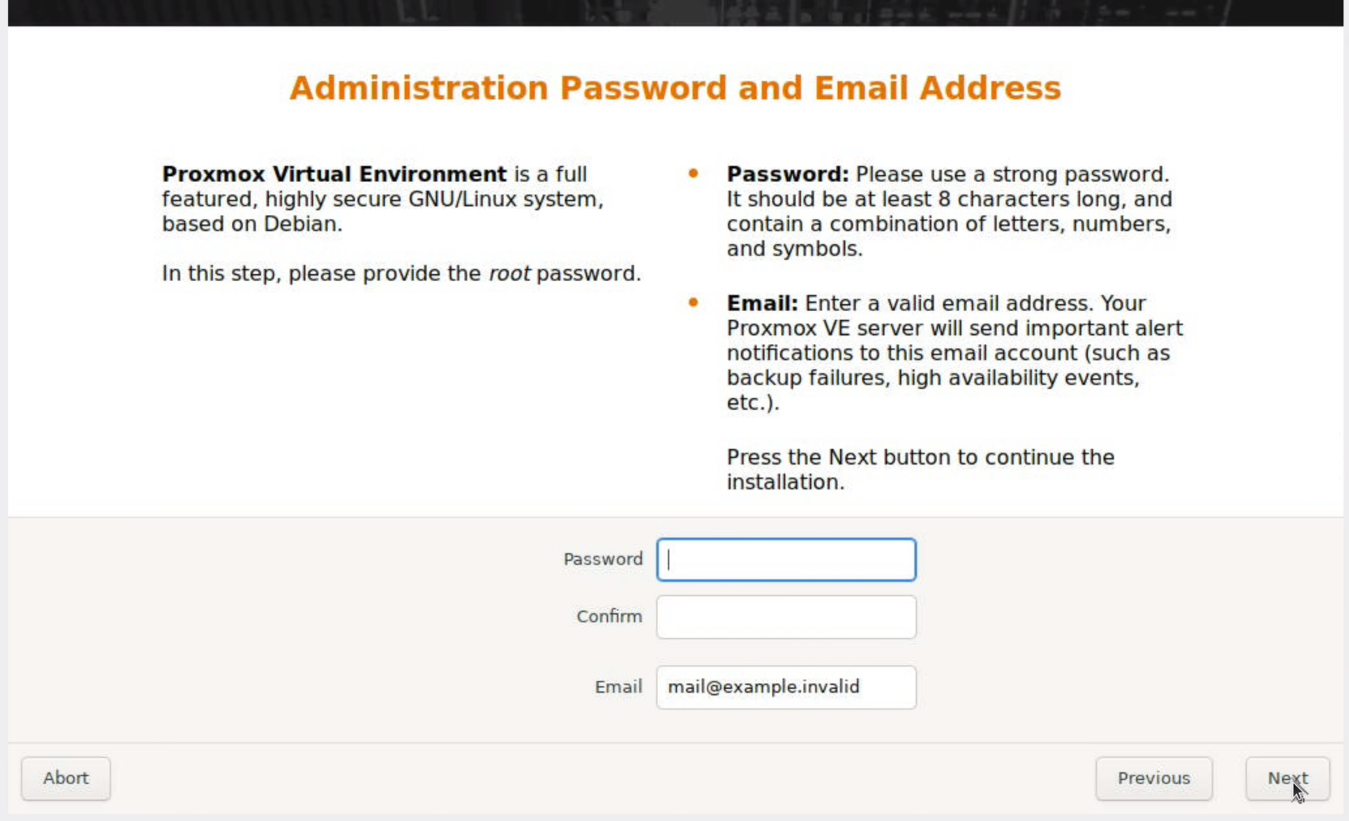 Administration Password and Email Address
Proxmox Virtual Environment is a full
featured, highly secure GNU/Linux system,
based on Debian.
In this step, please provide the root password.
Password: Please use a strong password.
It should be at least 8 characters long, and
contain a combination of letters, numbers,
and symbols.
Email: Enter a valid email address. Your
Proxmox VE server will send important alert
notifications to this email account (such as
backup failures, high availability events,
etc.).
Press the Next button to continue the
installation.
Password
Confirm
Email mail@example.invalid
Abort Previous Next